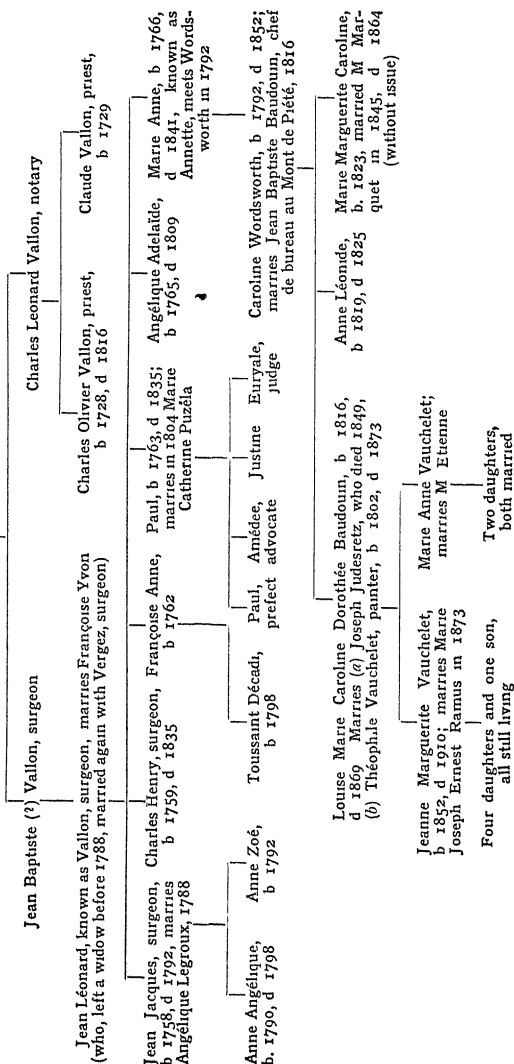 Jean Baptiste (?) Vallon, surgeon
Charles Leonard Vallon, notary
Jean Léonard, known as Vallon, surgeon, marries Françoise Yvon
(who, left a widow before 1788, married again with Vergez, surgeon)
Charles Olivier Vallon, priest,
b 1728, d 1816
Claude Vallon, priest,
b 1729
Jean Jacques, surgeon,
b 1758, d 1792, marries
Angélique Legroux, 1788
Charles Henry, surgeon,
b 1759, d 1835
Françoise Anne,
b 1762
Paul, b 1763, d 1835;
marries in 1804 Marie
Catherine Puzéla
Angélique Adelaïde,
b 1765, d 1809
Marie Anne, b 1766,
d 1841, known as
Annette, meets Words-
worth in 1792
Anne Angélique,
b. 1790, d 1798
Anne Zoé,
b 1792
Toussaint Décadi,
b 1798
Paul,
prefect
Amédee,
advocate
Justine
Euryale,
judge
Caroline Wordsworth, b 1792, d 1852;
marries Jean Baptiste Baudouin, chef
de bureau au Mont de Piété, 1816
Louise Marie Caroline Dorothée Baudouin, b 1816,
d 1869 Marries (a) Joseph Judesretz, who died 1849,
(b) Théophile Vauchelet, painter, b 1802, d 1873
Anne Léonide,
b 1819, d 1825
Marie Marguerite Caroline,
b. 1823, married M Mar-
quet in 1845, d 1864
(without issue)
Jeanne Marguerite Vauchelet,
b 1852, d 1910; marries Marie
Joseph Ernest Ramus in 1873
Marie Anne Vauchelet;
marries M Etienne
Four daughters and one son,
all still living
Two daughters,
both married